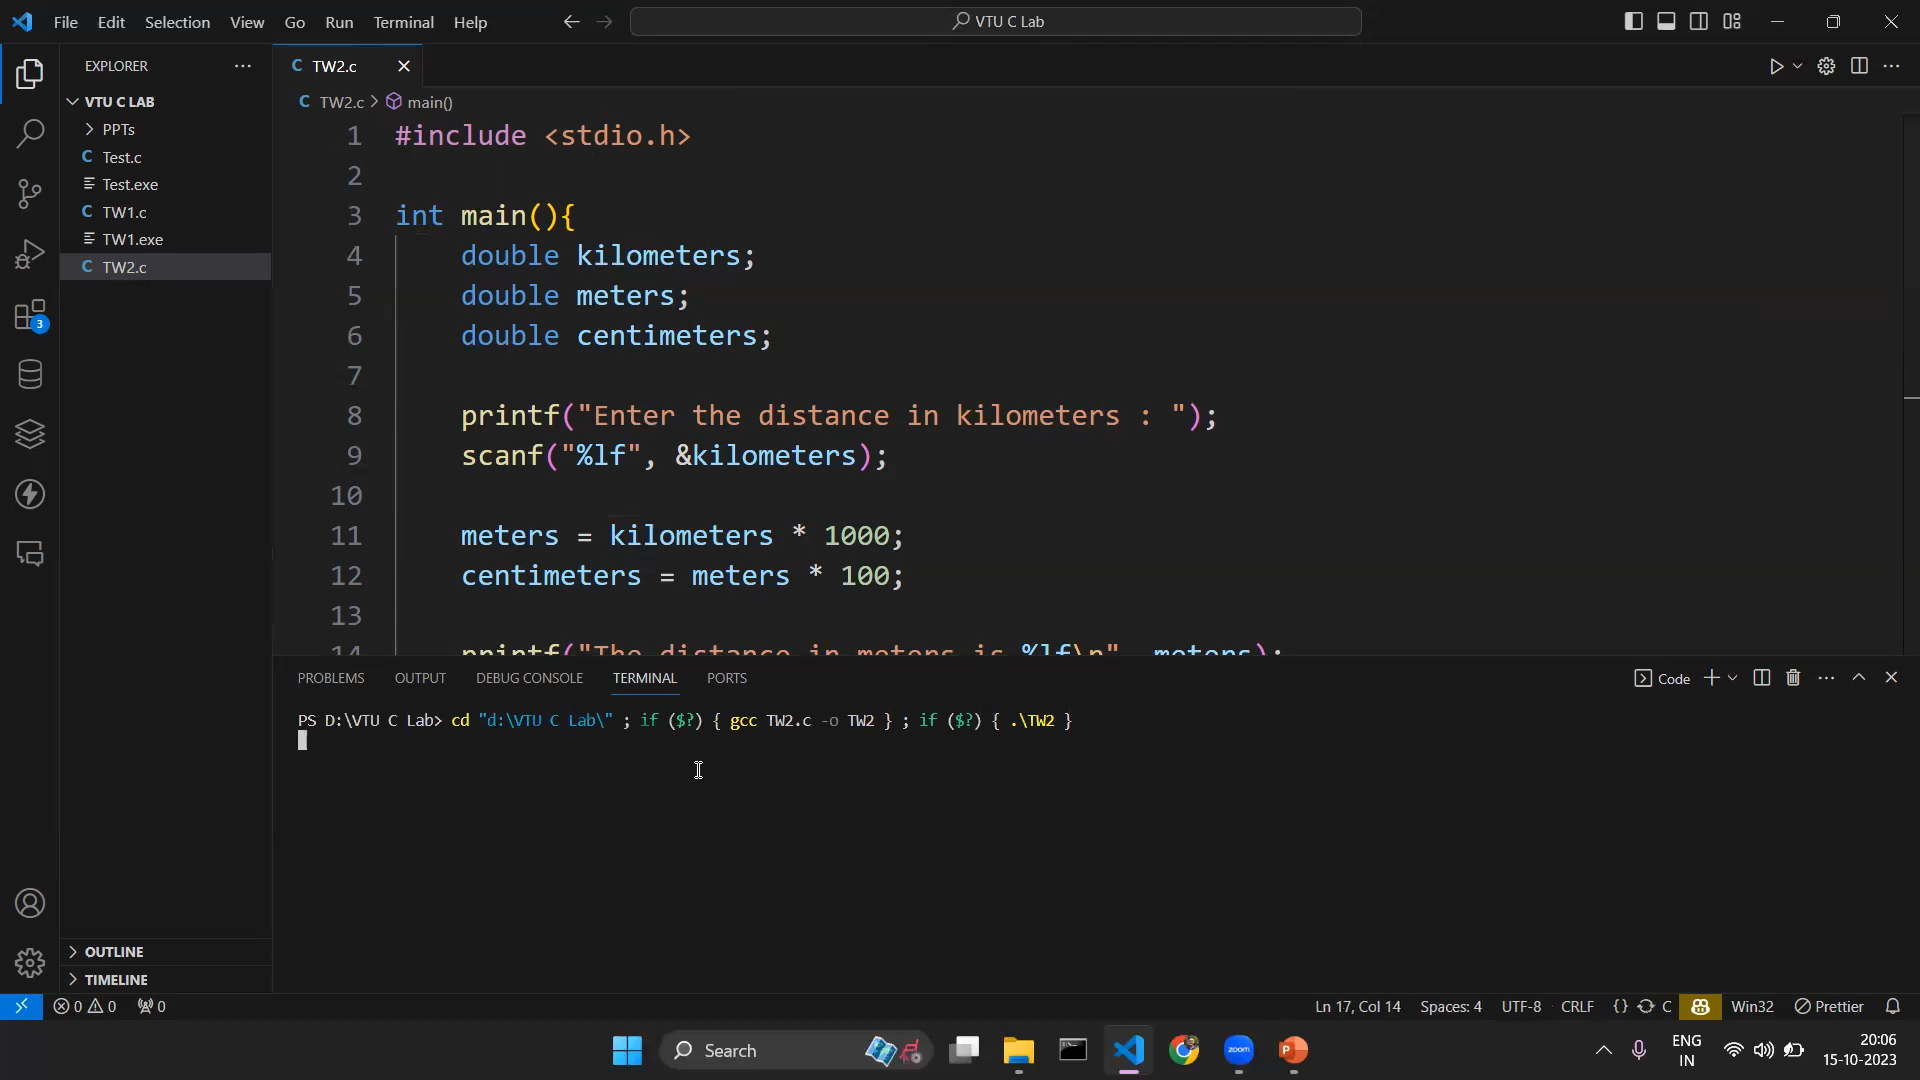 File Edit Selection View Go Run Terminal Help
VTU C Lab
EXPLORER
VTU C LAB
PPTs
C Test.c
Test.exe
C TW1.c
TW1.exe
C TW2.c
OUTLINE
TIMELINE
3
C TW2.c
C TW2.c > main()
1 #include <stdio.h>
2
3 int main(){
4 double kilometers;
5 double meters;
6 double centimeters;
7
8 printf("Enter the distance in kilometers : ");
9 scanf("%lf", &kilometers);
10
11 meters = kilometers * 1000;
12 centimeters = meters * 100;
13
14 printf("The distance in meters is %lf\n", meters);
PROBLEMS OUTPUT DEBUG CONSOLE TERMINAL PORTS
Code
PS D:\VTU C Lab> cd "d:\VTU C Lab\" ; if ($?) { gcc TW2.c -o TW2 } ; if ($?) { .\TW2 }
0 0 0
Ln 17, Col 14 Spaces: 4 UTF-8 CRLF {} C Win32 Prettier
Search
zoom
P
ENG
IN
20:06
15-10-2023